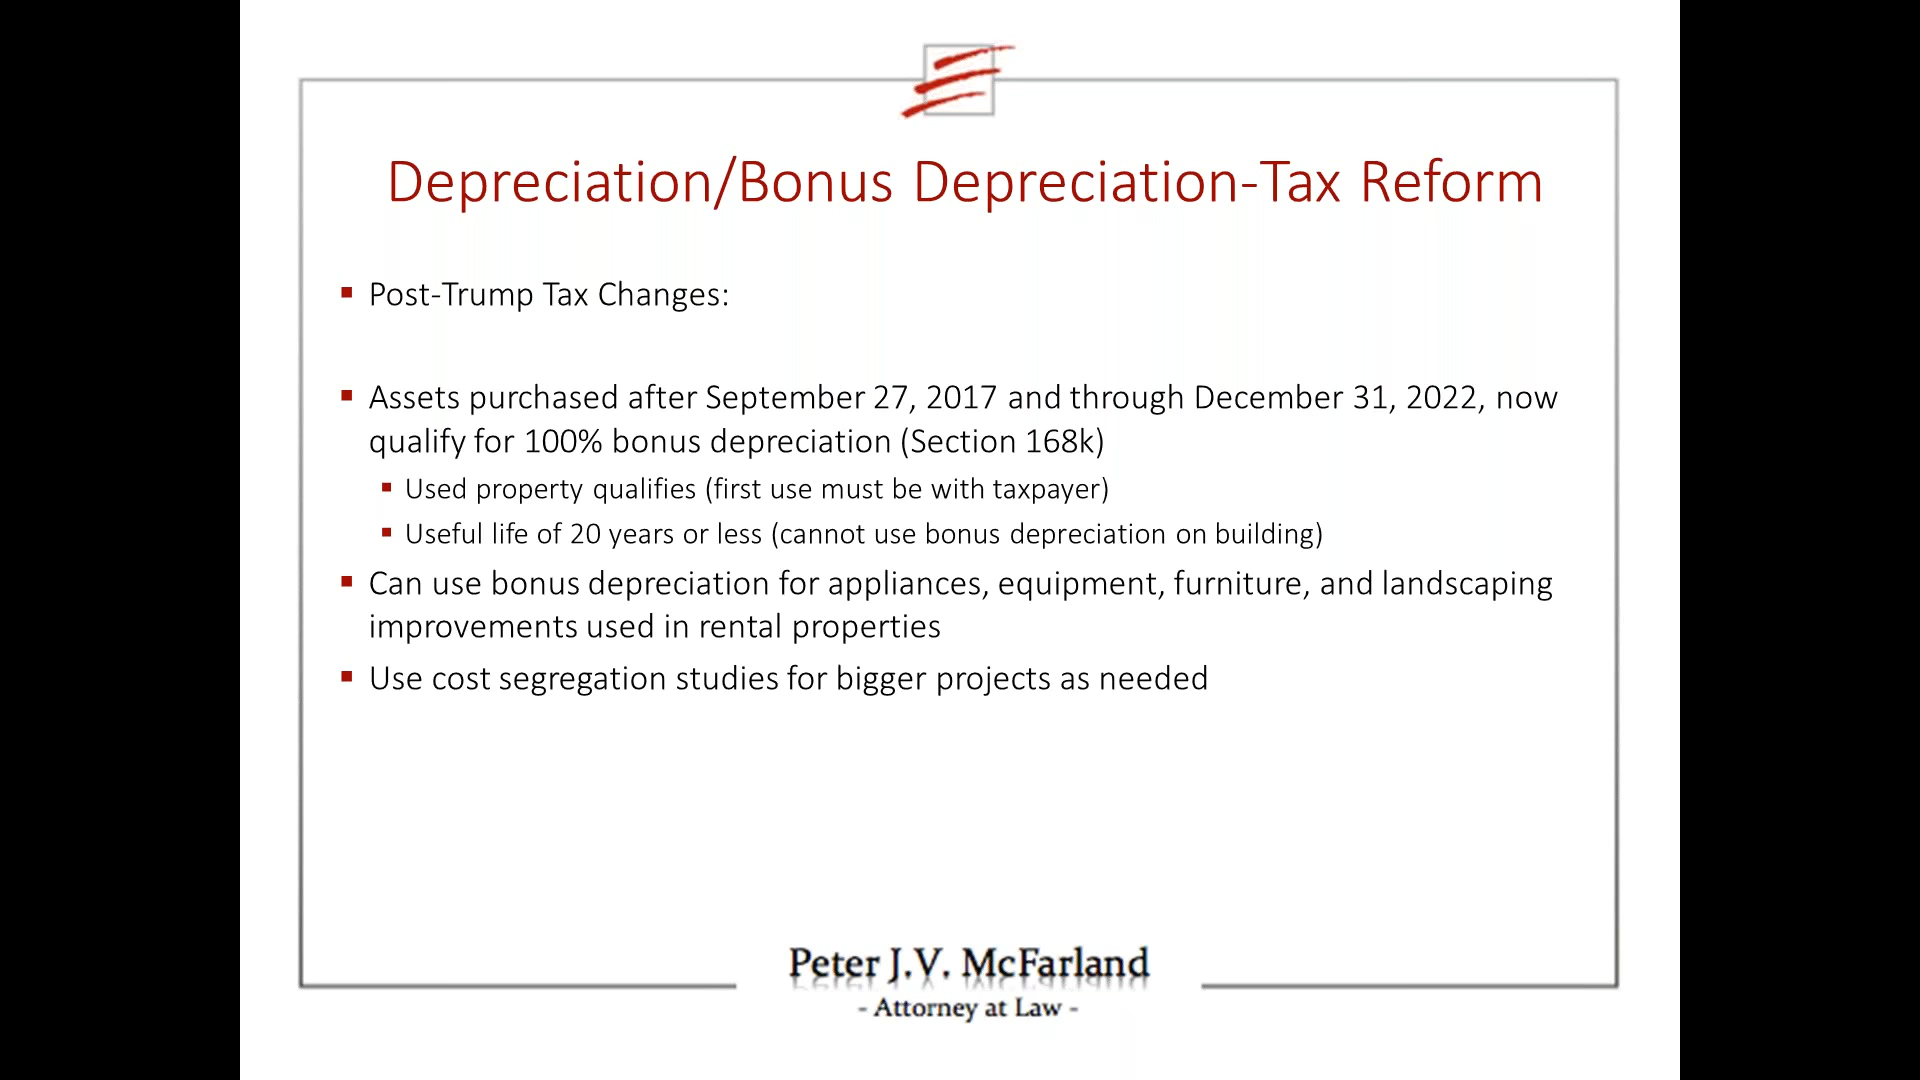 Depreciation/Bonus Depreciation-Tax Reform
Post-Trump Tax Changes:
Assets purchased after September 27, 2017 and through December 31, 2022, now
qualify for 100% bonus depreciation (Section 168k)
Used property qualifies (first use must be with taxpayer)
Useful life of 20 years or less (cannot use bonus depreciation on building)
Can use bonus depreciation for appliances, equipment, furniture, and landscaping
improvements used in rental properties
Use cost segregation studies for bigger projects as needed
Peter J.V. McFarland
- Attorney at Law -